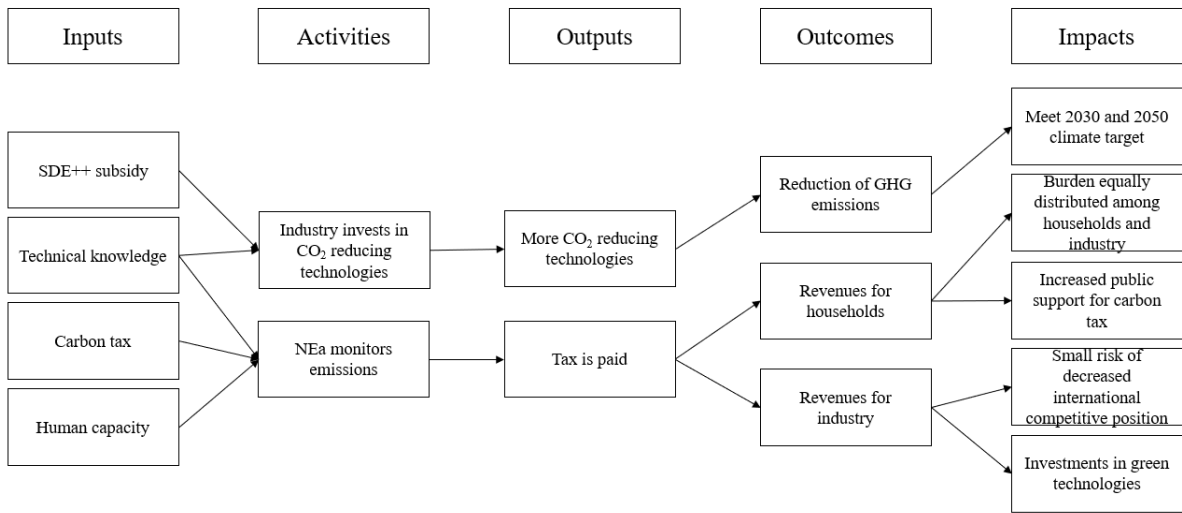 Inputs
Activities
Outputs
Outcomes
Impacts
SDE++ subsidy
Technical knowledge
Carbon tax
Human capacity
Industry invests in
CO₂ reducing
technologies
NEa monitors
emissions
More CO₂ reducing
technologies
Tax is paid
Reduction of GHG
emissions
Revenues for
households
Revenues for
industry
Meet 2030 and 2050
climate target
Burden equally
distributed among
households and
industry
Increased public
support for carbon
tax
Small risk of
decreased
international
competitive position
Investments in green
technologies